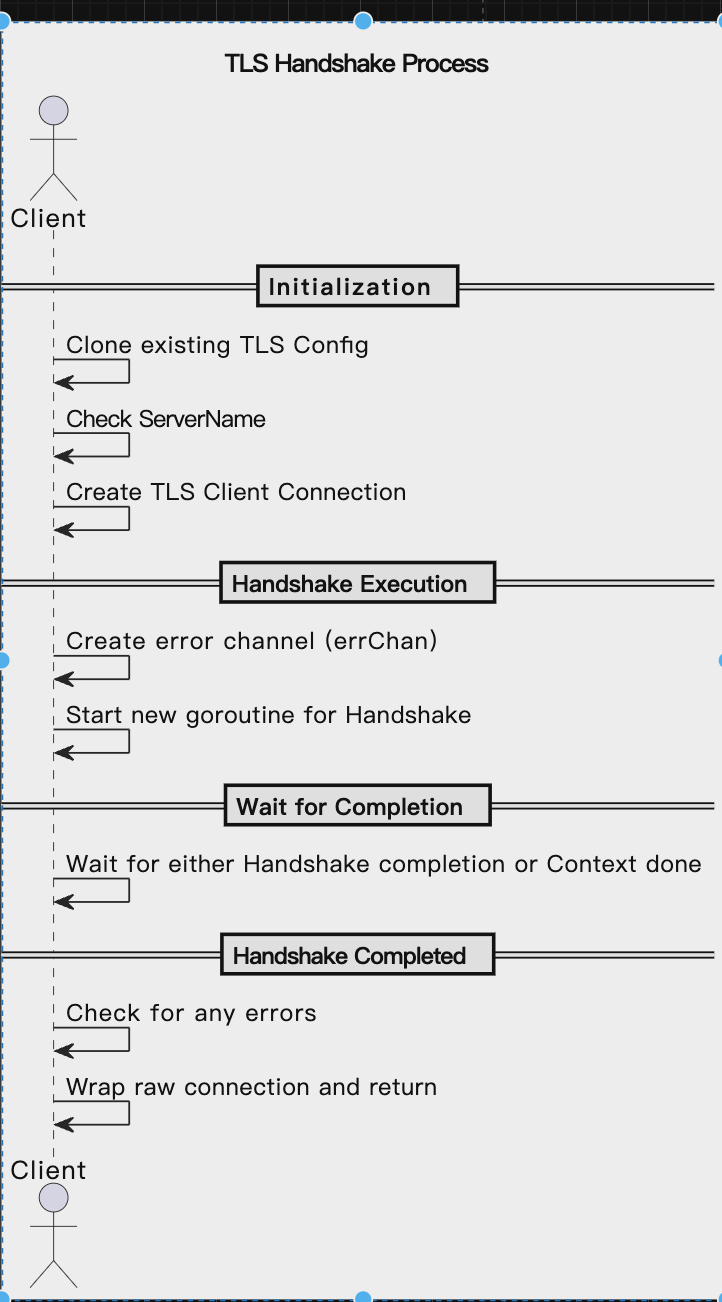 TLS Handshake Process
Client
Initialization
Clone existing TLS Config
Check ServerName
Create TLS Client Connection
Handshake Execution
Create error channel (errChan)
Start new goroutine for Handshake
Wait for Completion
Wait for either Handshake completion or Context done
Handshake Completed
Check for any errors
Wrap raw connection and return
Client